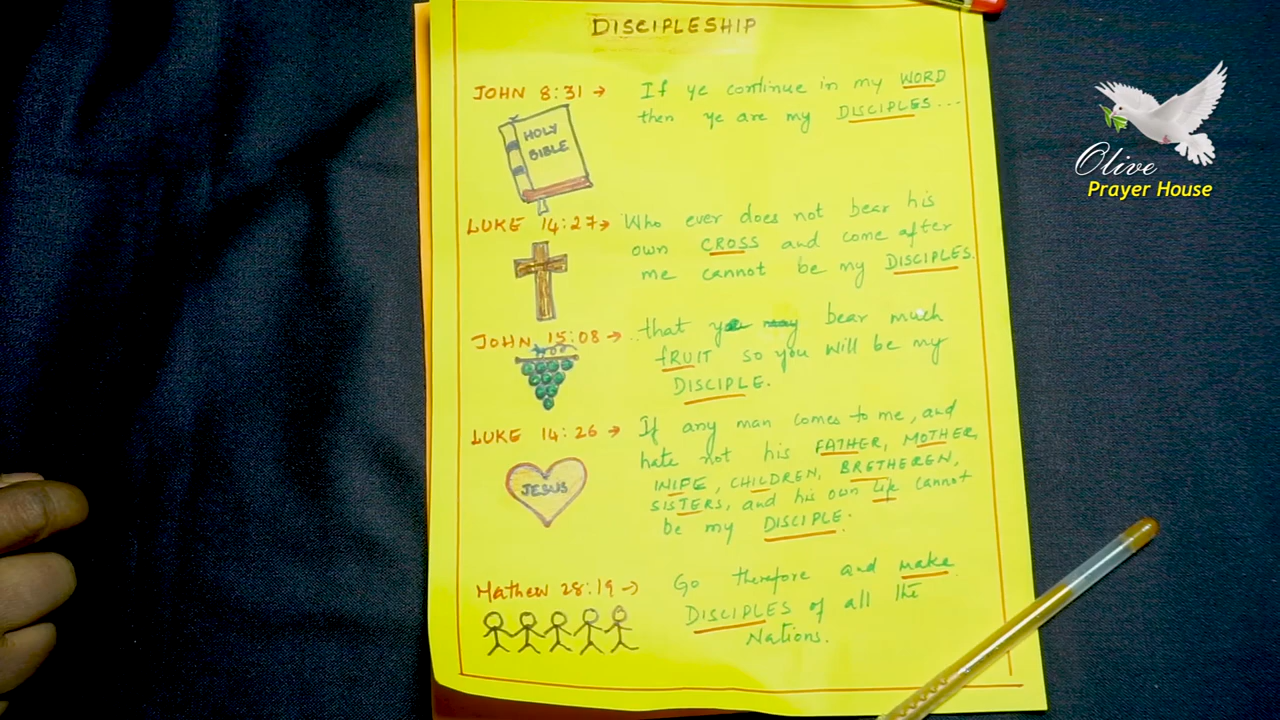 DISCIPLESHIP
JOHN 8:31 → If ye continue in my WORD
then ye are my DISCIPLES...
HOLY
BIBLE
LUKE 14:27→ Who ever does not bear his
own CROSS and come after
me cannot be my DISCIPLES.
JOHN 15:08 → ..that bear much
fRUIT so you will be my
DISCIPLE.
LUKE 14:26 → If any man comes to me, and
hate not his FATHER, MOTHER,
WIFE, CHILDREN, BRETHEREN,
SISTERS, and his own life cannot
be my DISCIPLE.
JESUS
Mathew 28:19 → Go therefore and make
DISCIPLES of all the
Nations.
Olive
Prayer House